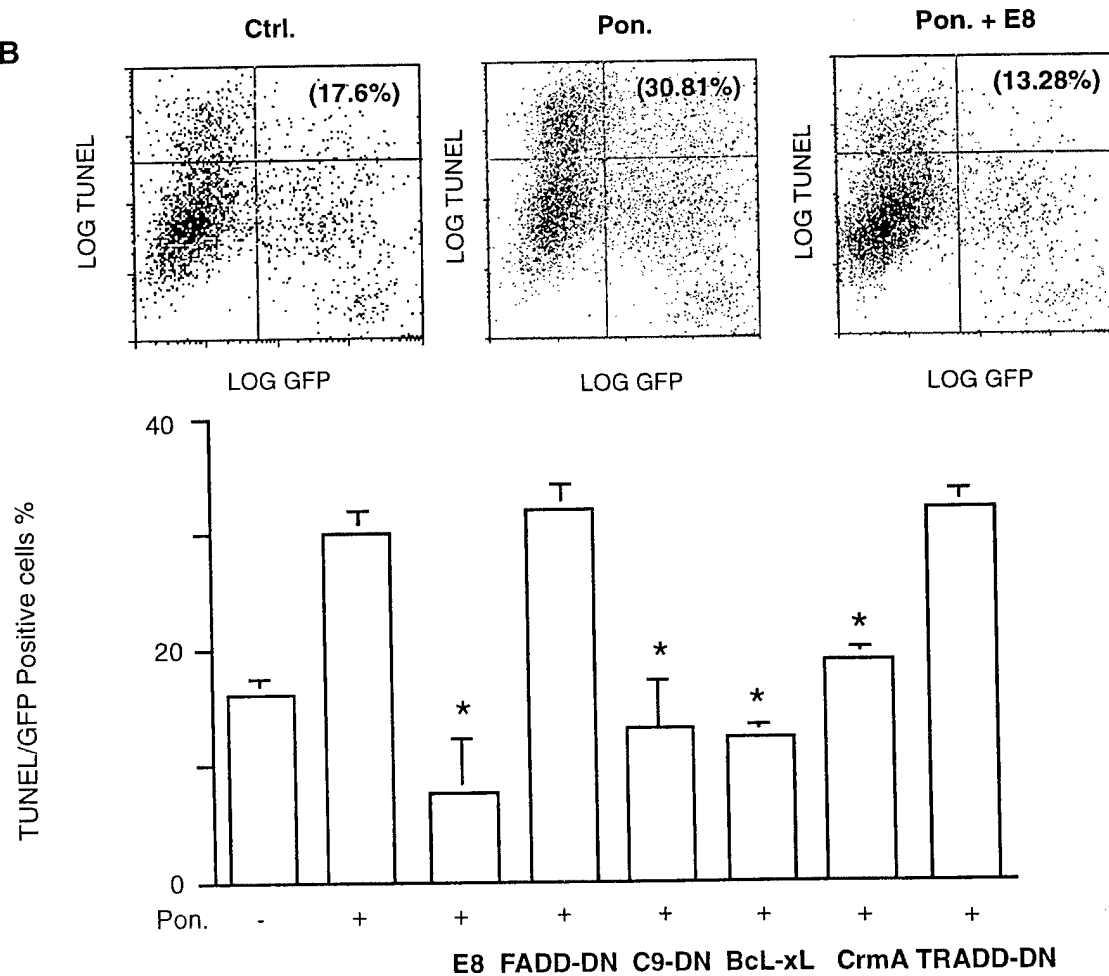 B
Ctrl. Pon. Pon. + E8
(17.6%) (30.81%) (13.28%)
LOG TUNEL LOG TUNEL LOG TUNEL
LOG GFP LOG GFP LOG GFP
TUNEL/GFP Positive cells %
40
20
0
* * * *
Pon. - + + + + + + +
E8 FADD-DN C9-DN BcL-xL CrmA TRADD-DN